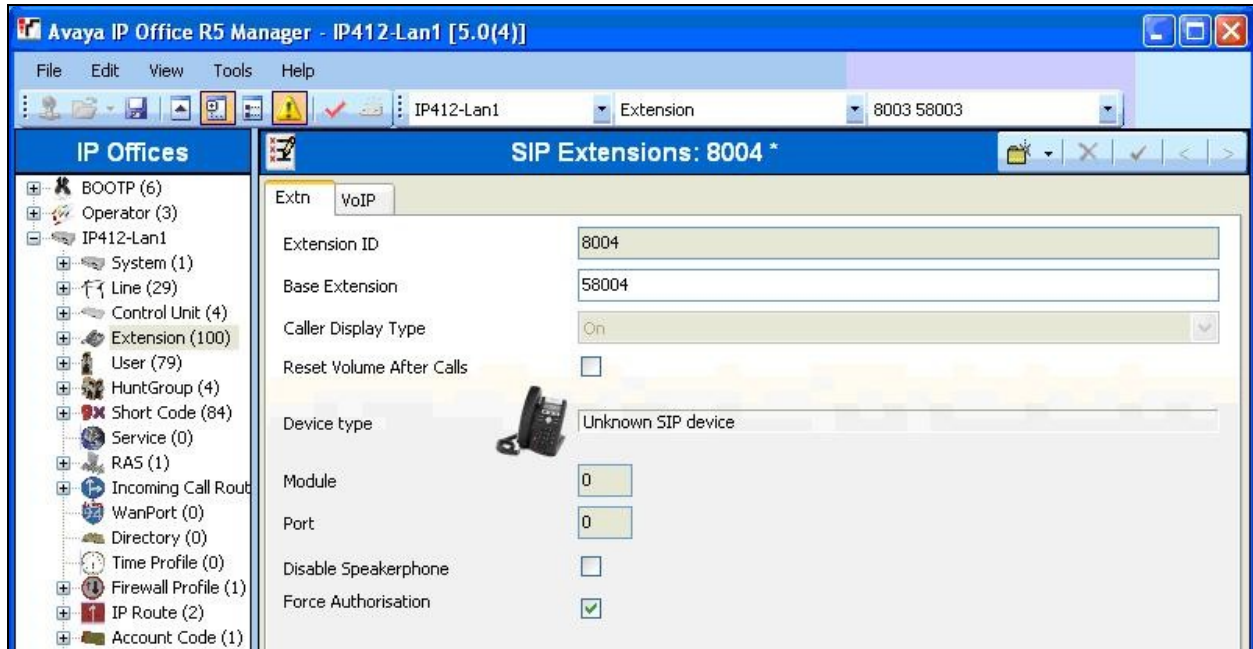 Avaya IP Office R5 Manager - IP412-Lan1 [5.0(4)]
File Edit View Tools Help
IP412-Lan1 Extension 8003 58003
IP Offices
BOOTP (6)
Operator (3)
IP412-Lan1
System (1)
Line (29)
Control Unit (4)
Extension (100)
User (79)
HuntGroup (4)
Short Code (84)
Service (0)
RAS (1)
Incoming Call Rout
WanPort (0)
Directory (0)
Time Profile (0)
Firewall Profile (1)
IP Route (2)
Account Code (1)
SIP Extensions: 8004 *
Extn VoIP
Extension ID 8004
Base Extension 58004
Caller Display Type On
Reset Volume After Calls
Device type Unknown SIP device
Module 0
Port 0
Disable Speakerphone
Force Authorisation